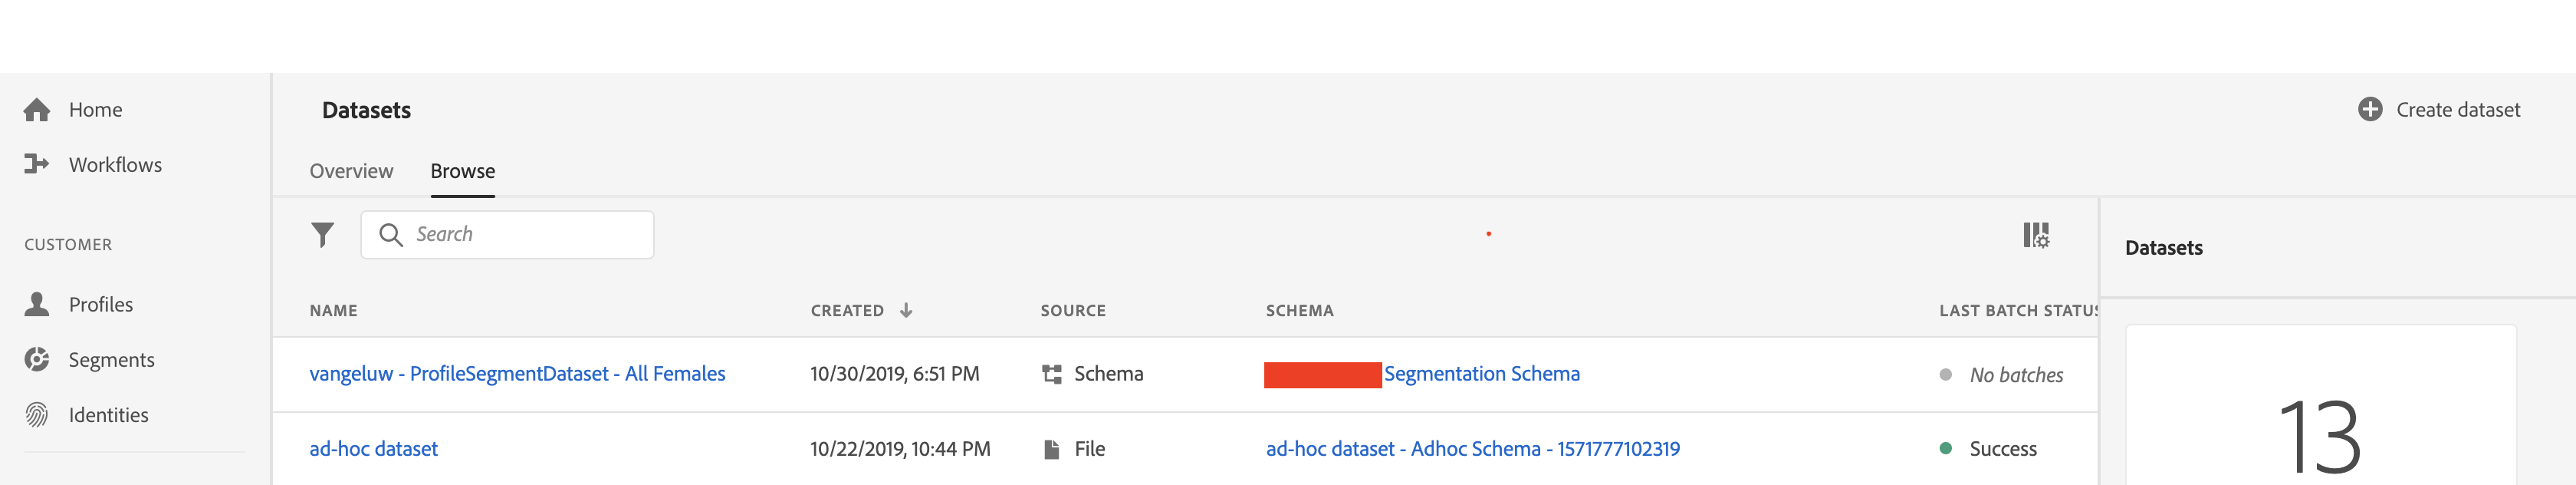 Home
Workflows
CUSTOMER
Profiles
Segments
Identities
Datasets
Create dataset
Overview Browse
Search
NAME CREATED SOURCE SCHEMA LAST BATCH STATUS
vangeluw - ProfileSegmentDataset - All Females 10/30/2019, 6:51 PM Schema Segmentation Schema No batches
ad-hoc dataset 10/22/2019, 10:44 PM File ad-hoc dataset - Adhoc Schema - 1571777102319 Success
Datasets
13